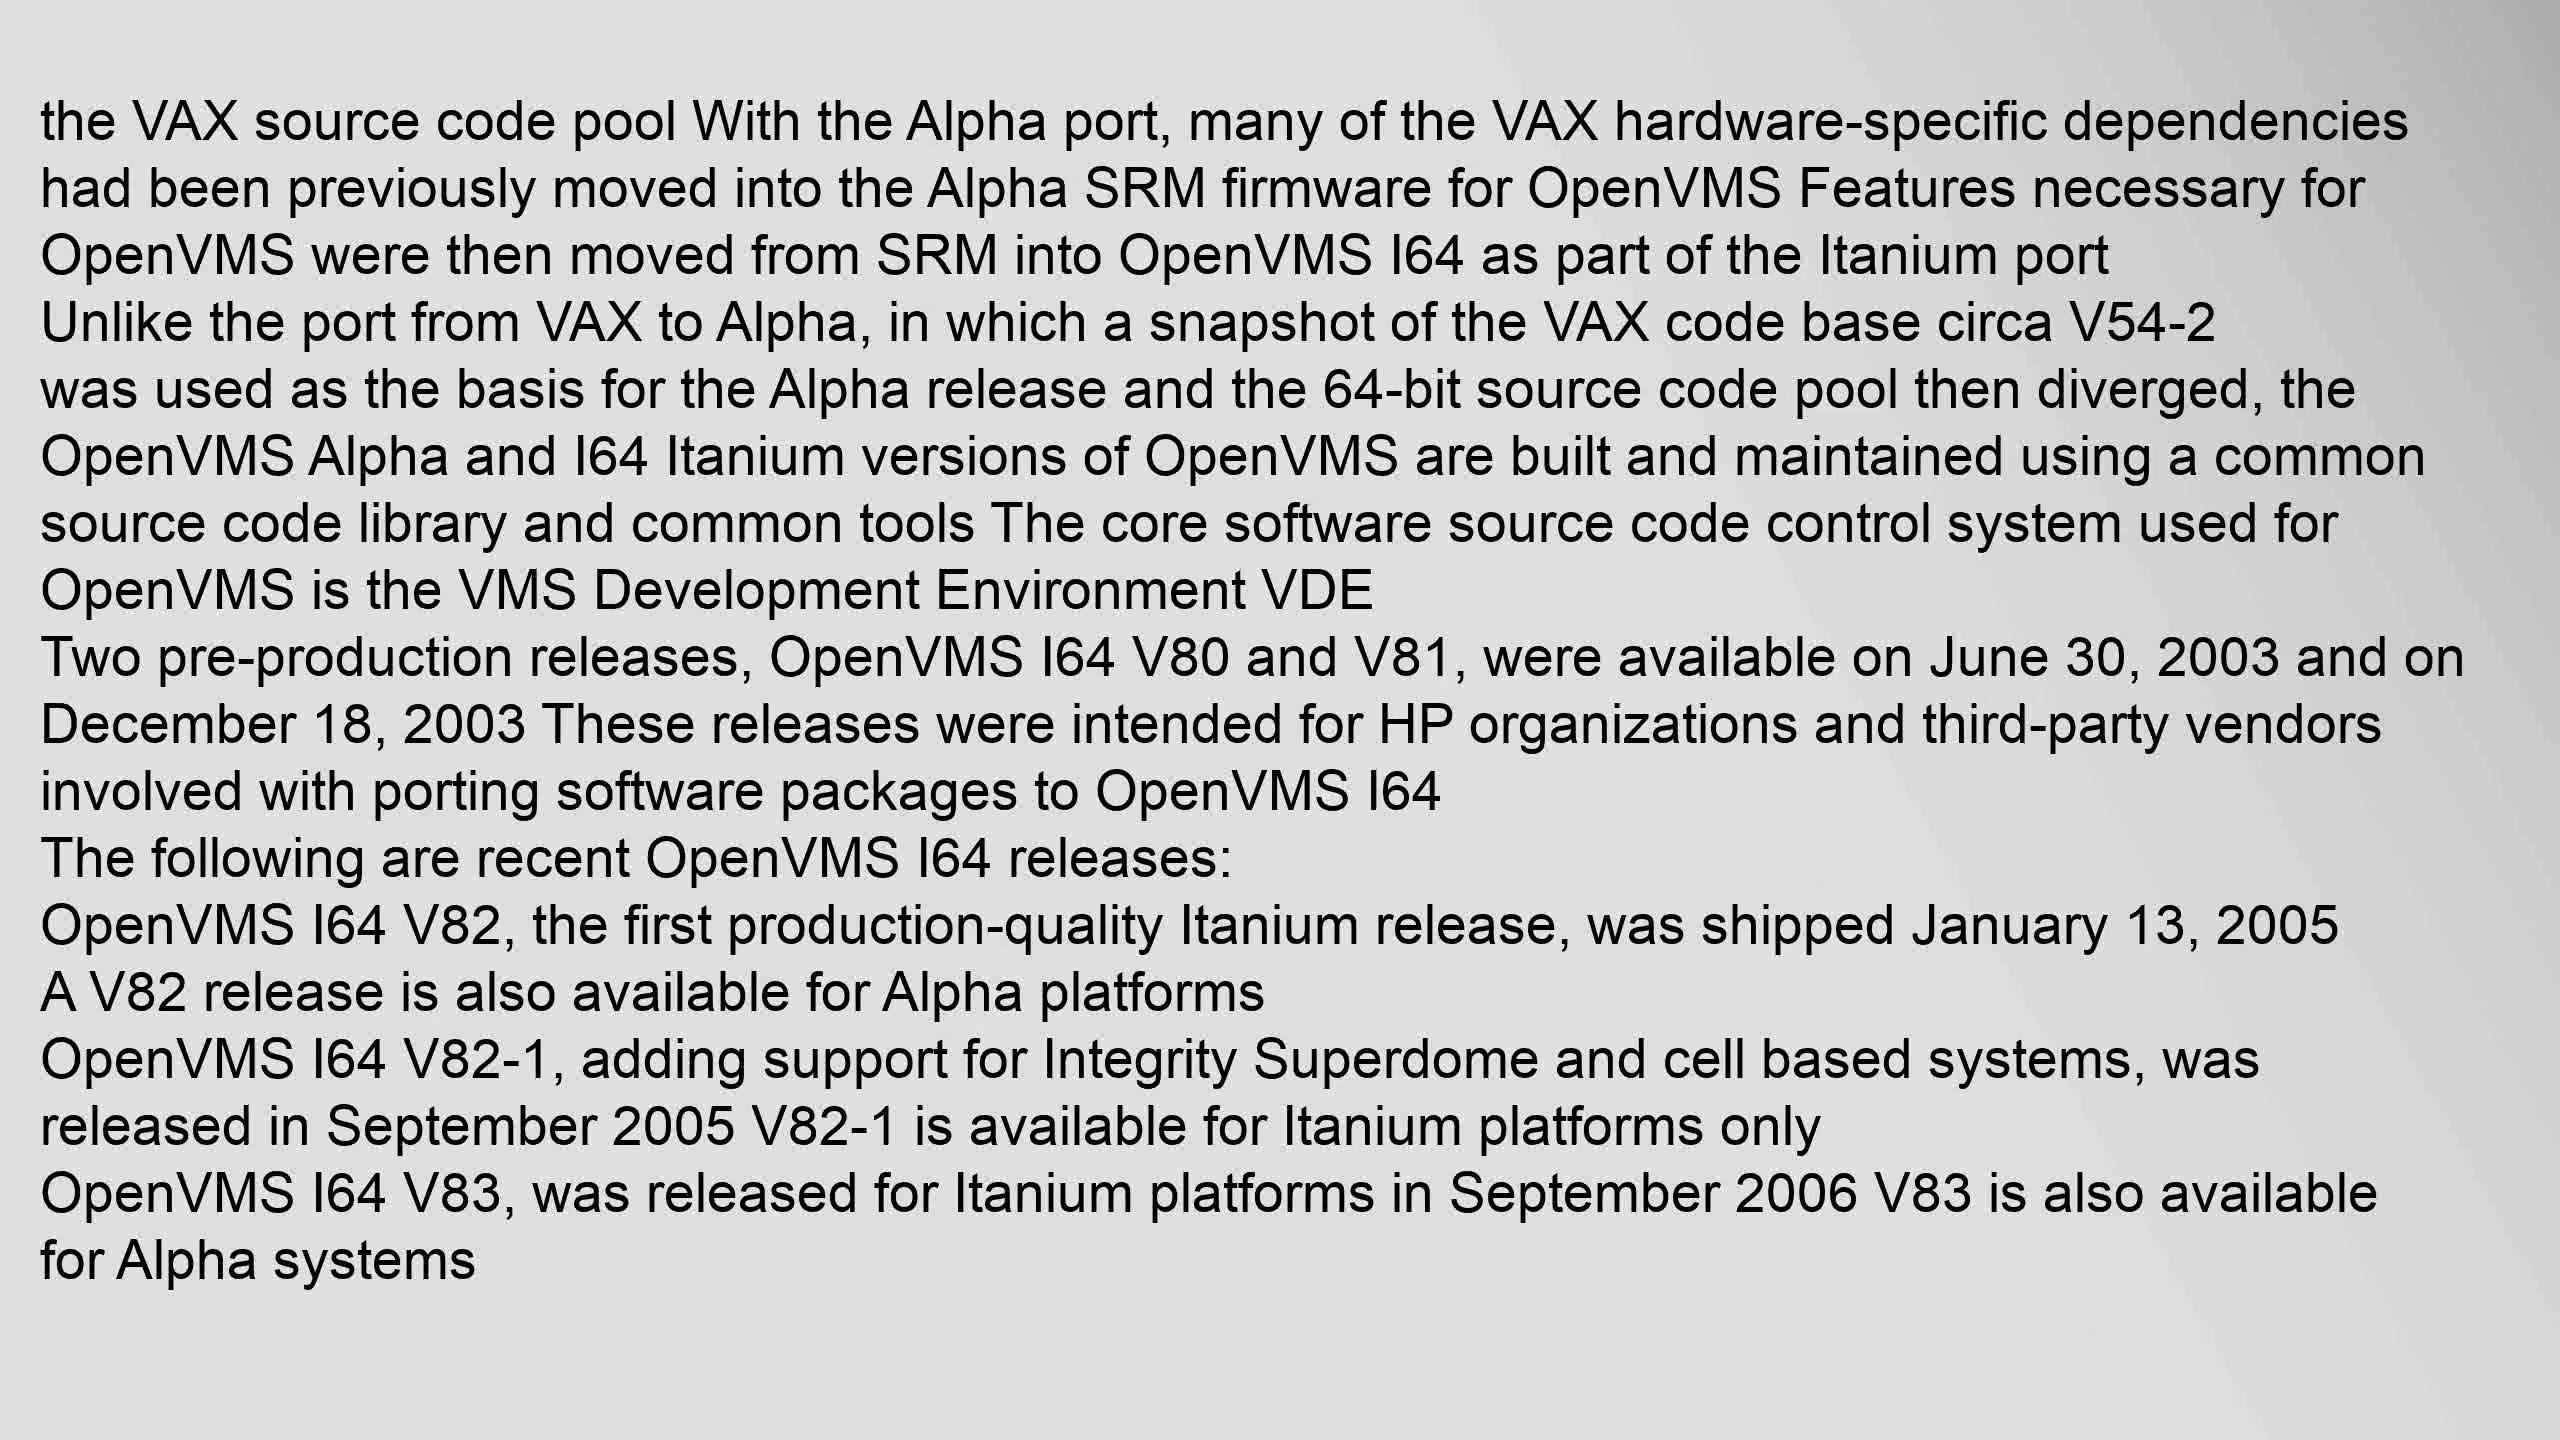 the VAX source code pool With the Alpha port, many of the VAX hardware-specific dependencies
had been previously moved into the Alpha SRM firmware for OpenVMS Features necessary for
OpenVMS were then moved from SRM into OpenVMS I64 as part of the Itanium port
Unlike the port from VAX to Alpha, in which a snapshot of the VAX code base circa V54-2
was used as the basis for the Alpha release and the 64-bit source code pool then diverged, the
OpenVMS Alpha and I64 Itanium versions of OpenVMS are built and maintained using a common
source code library and common tools The core software source code control system used for
OpenVMS is the VMS Development Environment VDE
Two pre-production releases, OpenVMS I64 V80 and V81, were available on June 30, 2003 and on
December 18, 2003 These releases were intended for HP organizations and third-party vendors
involved with porting software packages to OpenVMS I64
The following are recent OpenVMS I64 releases:
OpenVMS I64 V82, the first production-quality Itanium release, was shipped January 13, 2005
A V82 release is also available for Alpha platforms
OpenVMS I64 V82-1, adding support for Integrity Superdome and cell based systems, was
released in September 2005 V82-1 is available for Itanium platforms only
OpenVMS I64 V83, was released for Itanium platforms in September 2006 V83 is also available
for Alpha systems